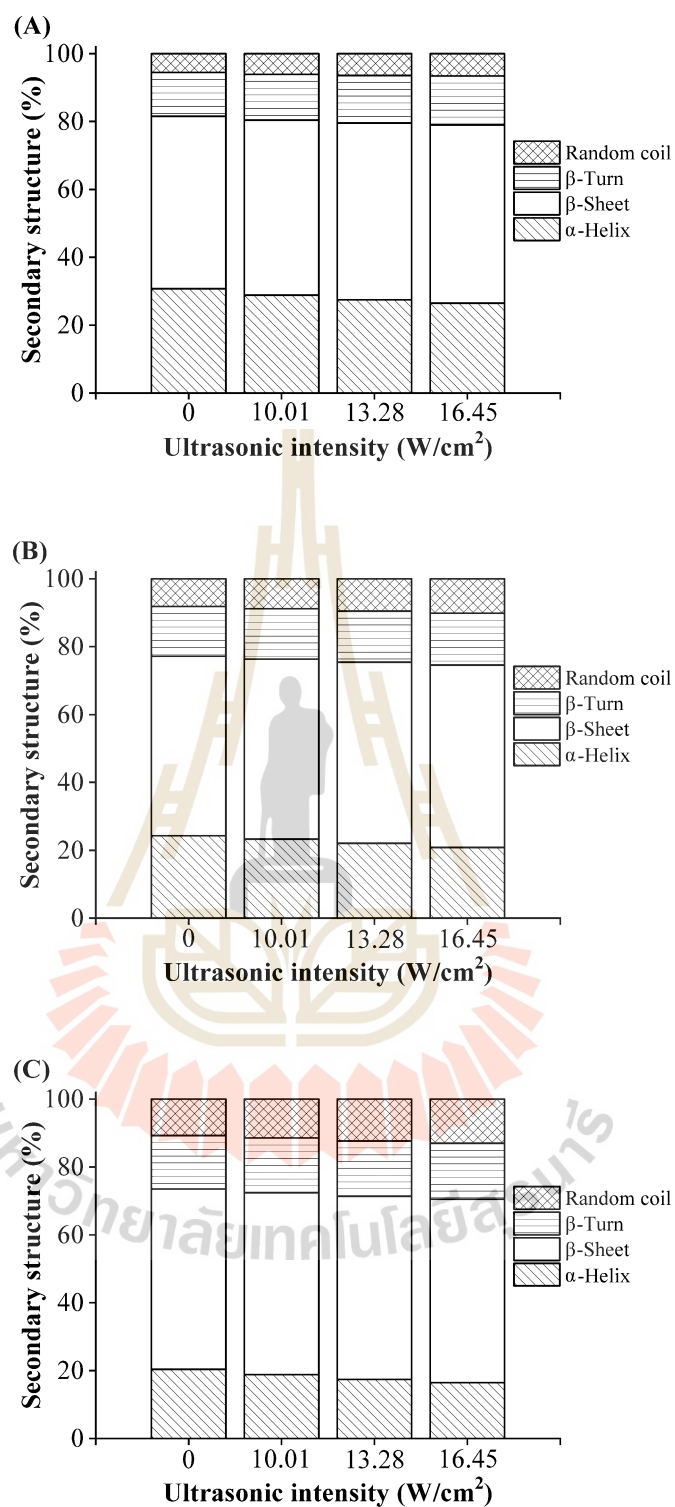 (A)
100
80
60
40
20
0
Secondary structure (%)
0 10.01 13.28 16.45
Ultrasonic intensity (W/cm²)
Random coil
β-Turn
β-Sheet
α-Helix
(B)
100
80
60
40
20
0
Secondary structure (%)
0 10.01 13.28 16.45
Ultrasonic intensity (W/cm²)
Random coil
β-Turn
β-Sheet
α-Helix
(C)
100
80
60
40
20
0
Secondary structure (%)
0 10.01 13.28 16.45
Ultrasonic intensity (W/cm²)
Random coil
β-Turn
β-Sheet
α-Helix